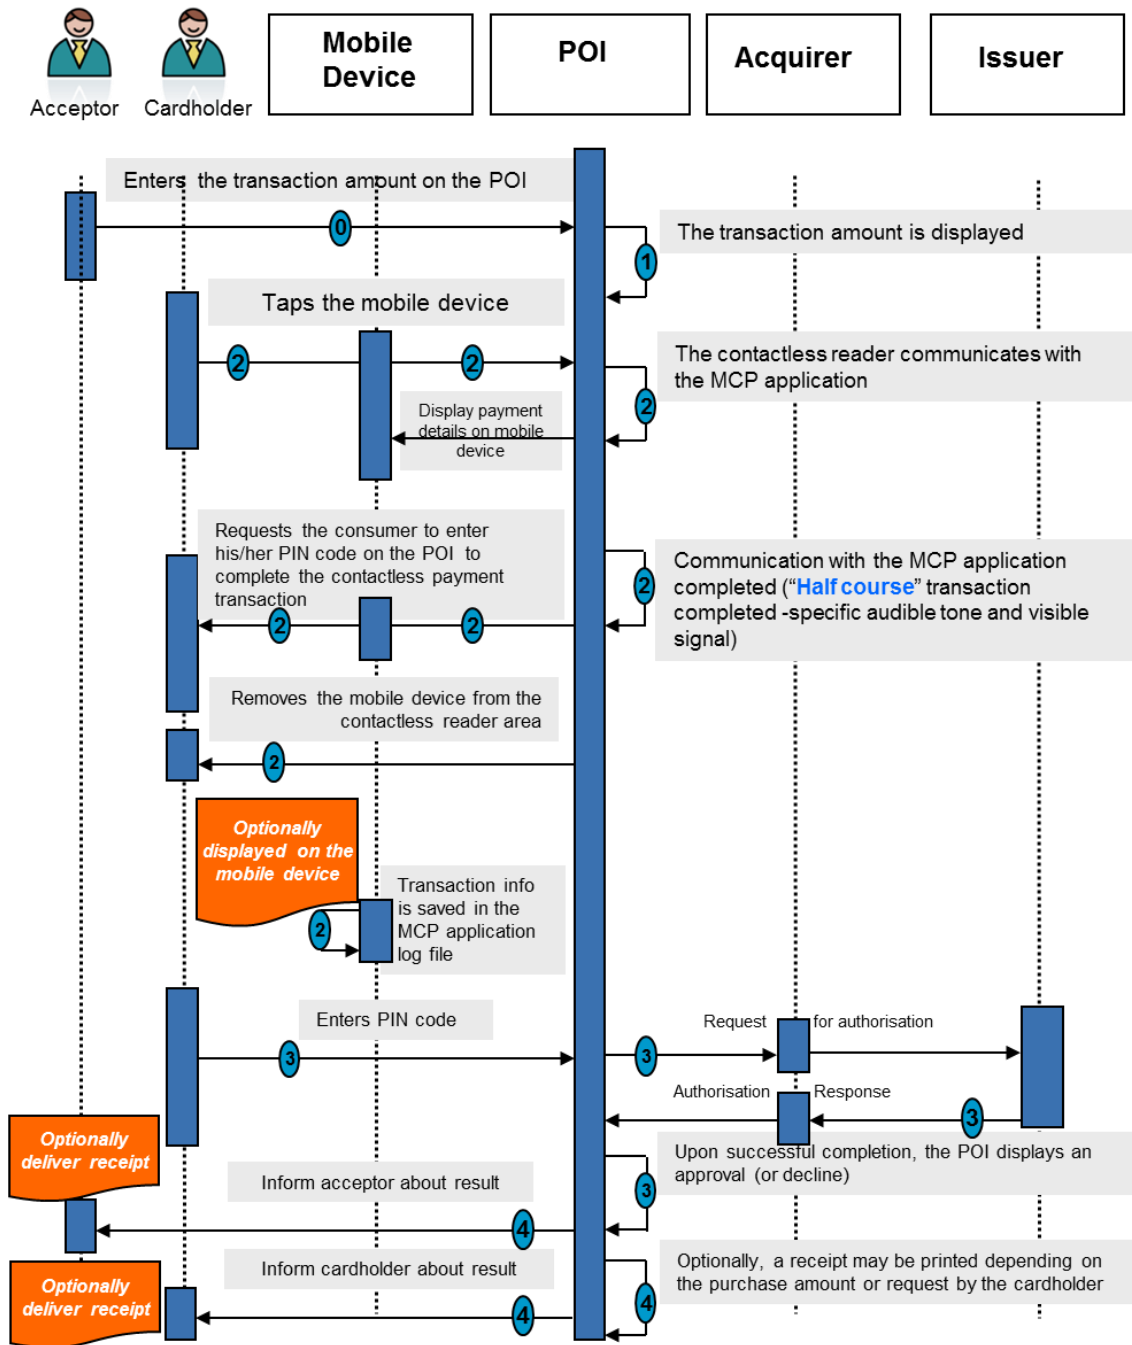 Acceptor
Cardholder
Mobile
Device
POI
Acquirer
Issuer
Enters the transaction amount on the POI
0
The transaction amount is displayed
1
Taps the mobile device
2
2
The contactless reader communicates with
the MCP application
2
Display payment
details on mobile
device
Requests the consumer to enter
his/her PIN code on the POI to
complete the contactless payment
transaction
2
2
Communication with the MCP application
completed (“Half course” transaction
completed -specific audible tone and visible
signal)
2
Removes the mobile device from the
contactless reader area
2
Optionally
displayed on the
mobile device
Transaction info
is saved in the
MCP application
log file
2
Enters PIN code
3
Request for authorisation
3
Authorisation Response
3
Optionally
deliver receipt
Upon successful completion, the POI displays an
approval (or decline)
3
Inform acceptor about result
4
Optionally
deliver receipt
Inform cardholder about result
4
Optionally, a receipt may be printed depending on
the purchase amount or request by the cardholder
4